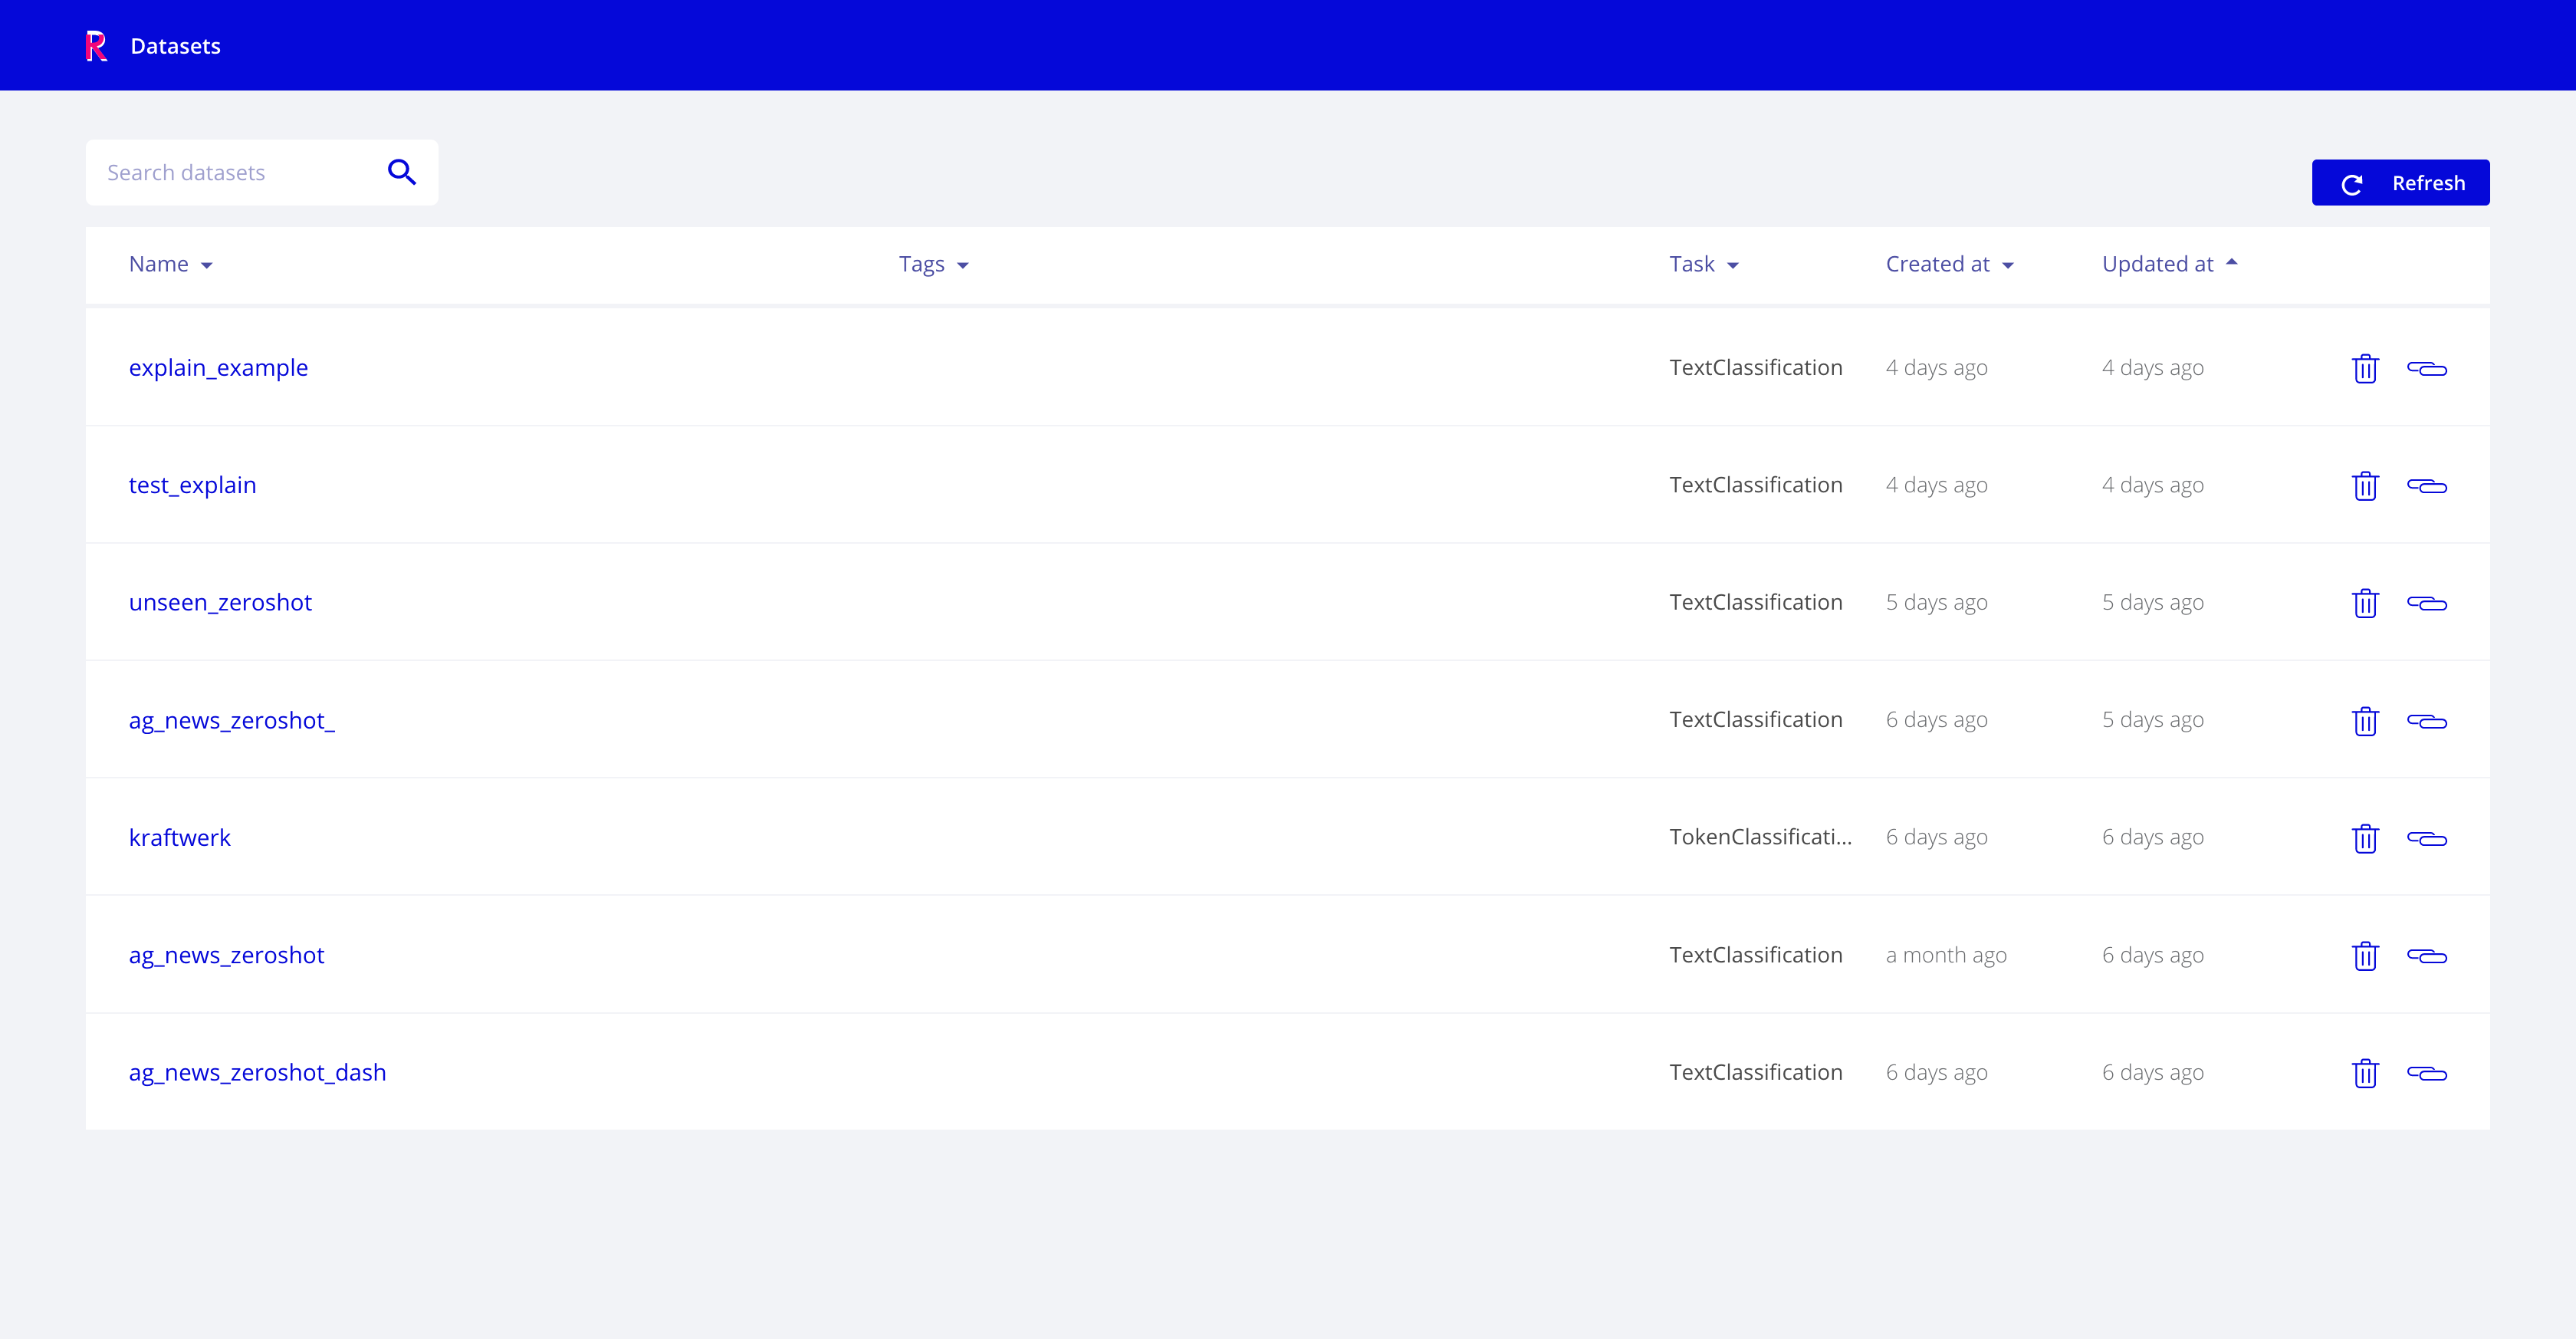 R Datasets
Search datasets
Refresh
Name Tags Task Created at Updated at
explain_example TextClassification 4 days ago 4 days ago
test_explain TextClassification 4 days ago 4 days ago
unseen_zeroshot TextClassification 5 days ago 5 days ago
ag_news_zeroshot_ TextClassification 6 days ago 5 days ago
kraftwerk TokenClassificati... 6 days ago 6 days ago
ag_news_zeroshot TextClassification a month ago 6 days ago
ag_news_zeroshot_dash TextClassification 6 days ago 6 days ago